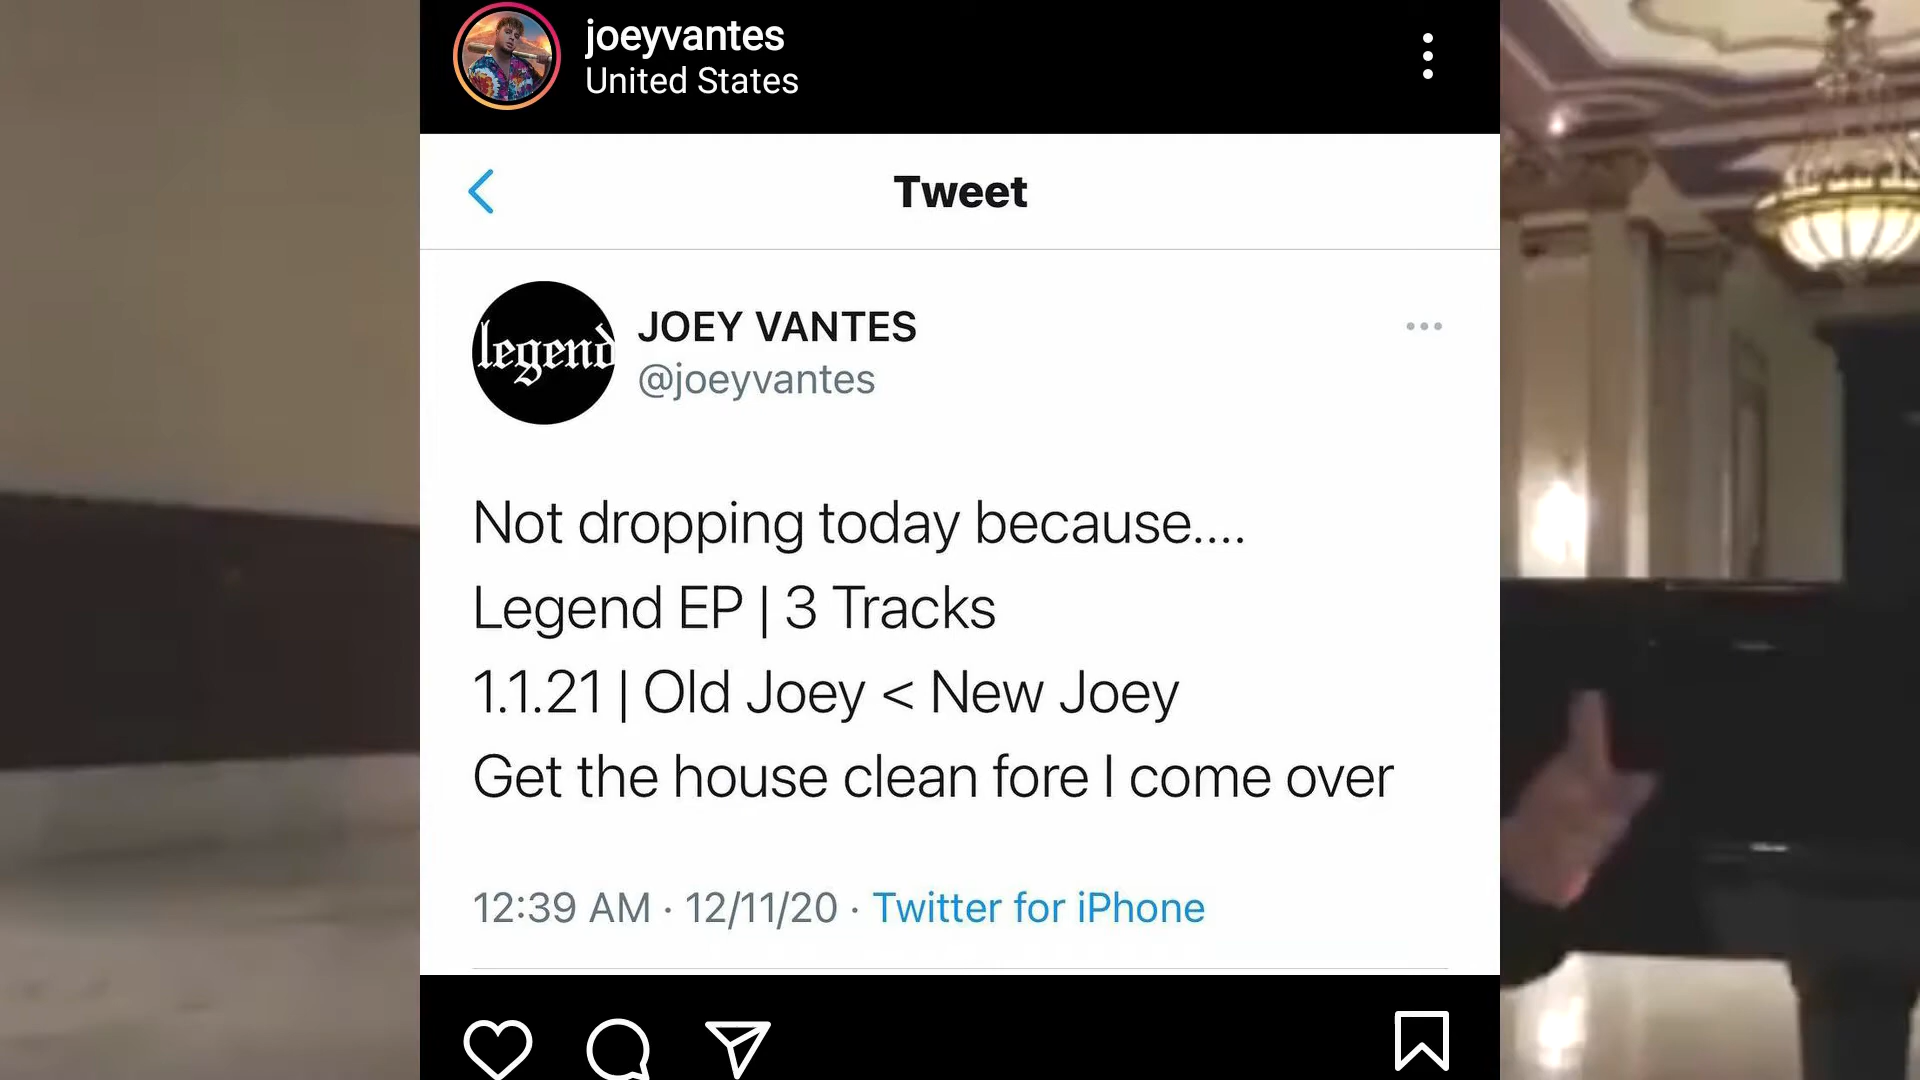 joeyvantes
United States
Tweet
legend
JOEY VANTES
@joeyvantes
Not dropping today because....
Legend EP | 3 Tracks
1.1.21 | Old Joey < New Joey
Get the house clean fore I come over
12:39 AM · 12/11/20 · Twitter for iPhone